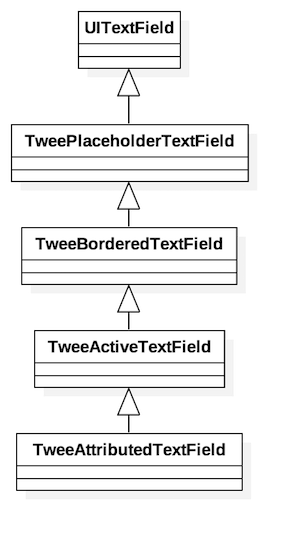 UITextField
TweePlaceholderTextField
TweeBorderedTextField
TweeActiveTextField
TweeAttributedTextField